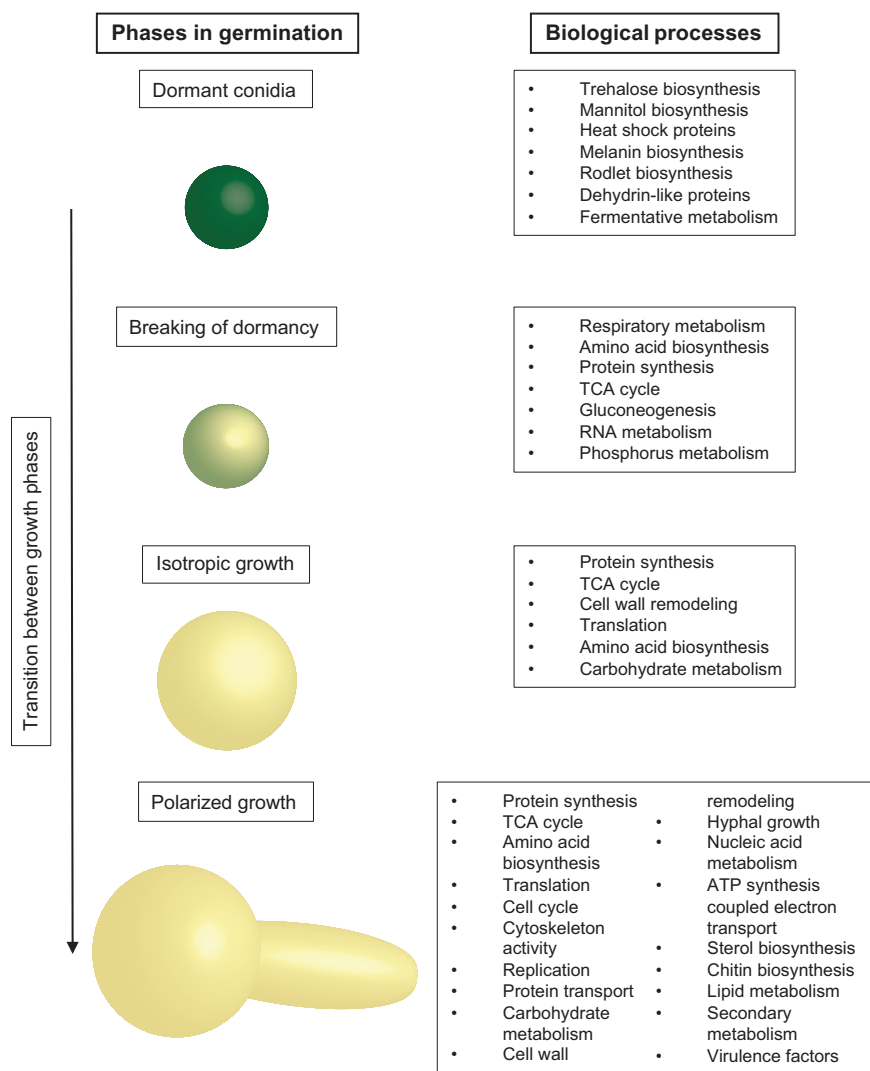 Phases in germination
Biological processes
Dormant conidia
• Trehalose biosynthesis
• Mannitol biosynthesis
• Heat shock proteins
• Melanin biosynthesis
• Rodlet biosynthesis
• Dehydrin-like proteins
• Fermentative metabolism
Breaking of dormancy
• Respiratory metabolism
• Amino acid biosynthesis
• Protein synthesis
• TCA cycle
• Gluconeogenesis
• RNA metabolism
• Phosphorus metabolism
Transition between growth phases
Isotropic growth
• Protein synthesis
• TCA cycle
• Cell wall remodeling
• Translation
• Amino acid biosynthesis
• Carbohydrate metabolism
Polarized growth
• Protein synthesis
• TCA cycle
• Amino acid
biosynthesis
• Translation
• Cell cycle
• Cytoskeleton
activity
• Replication
• Protein transport
• Carbohydrate
metabolism
• Cell wall
remodeling
• Hyphal growth
• Nucleic acid
metabolism
• ATP synthesis
coupled electron
transport
• Sterol biosynthesis
• Chitin biosynthesis
• Lipid metabolism
• Secondary
metabolism
• Virulence factors